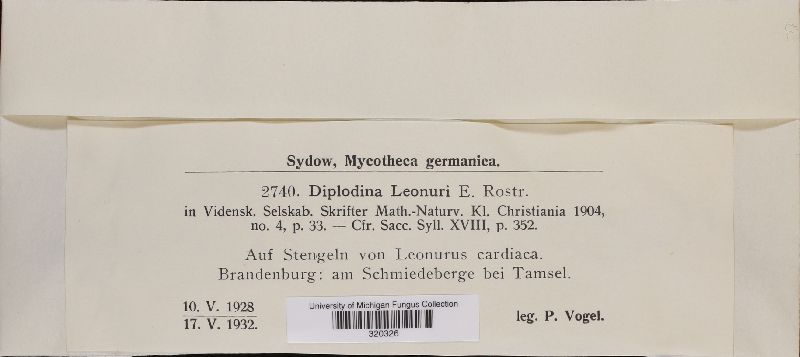 Sydow, Mycotheca germanica.
2740. Diplodina Leonuri E. Rostr.
in Vidensk. Selskab. Skrifter Math.-Naturv. Kl. Christiania 1904,
no. 4, p. 33. — Cfr. Sacc. Syll. XVIII, p. 352.
Auf Stengeln von Leonurus cardiaca.
Brandenburg: am Schmiedeberge bei Tamsel.
10. V. 1928
17. V. 1932.
University of Michigan Fungus Collection
320326
leg. P. Vogel.